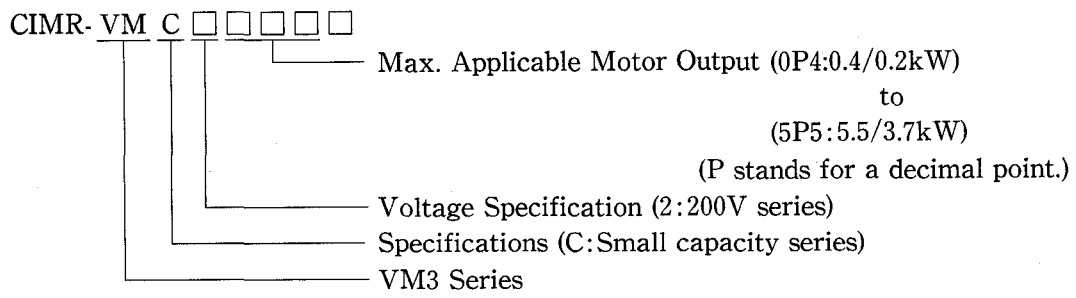 CIMR- VM C □ □ □ □ □
Max. Applicable Motor Output (0P4:0.4/0.2kW)
to
(5P5:5.5/3.7kW)
(P stands for a decimal point.)
Voltage Specification (2:200V series)
Specifications (C:Small capacity series)
VM3 Series